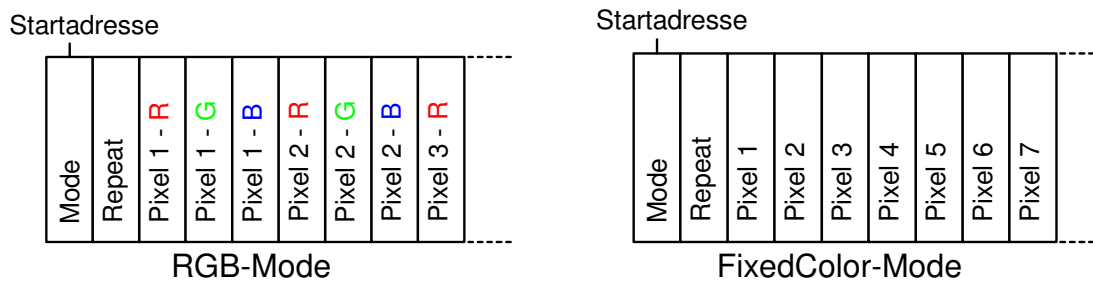 Startadresse
Mode
Repeat
Pixel 1 - R
Pixel 1 - G
Pixel 1 - B
Pixel 2 - R
Pixel 2 - G
Pixel 2 - B
Pixel 3 - R
RGB-Mode
Startadresse
Mode
Repeat
Pixel 1
Pixel 2
Pixel 3
Pixel 4
Pixel 5
Pixel 6
Pixel 7
FixedColor-Mode